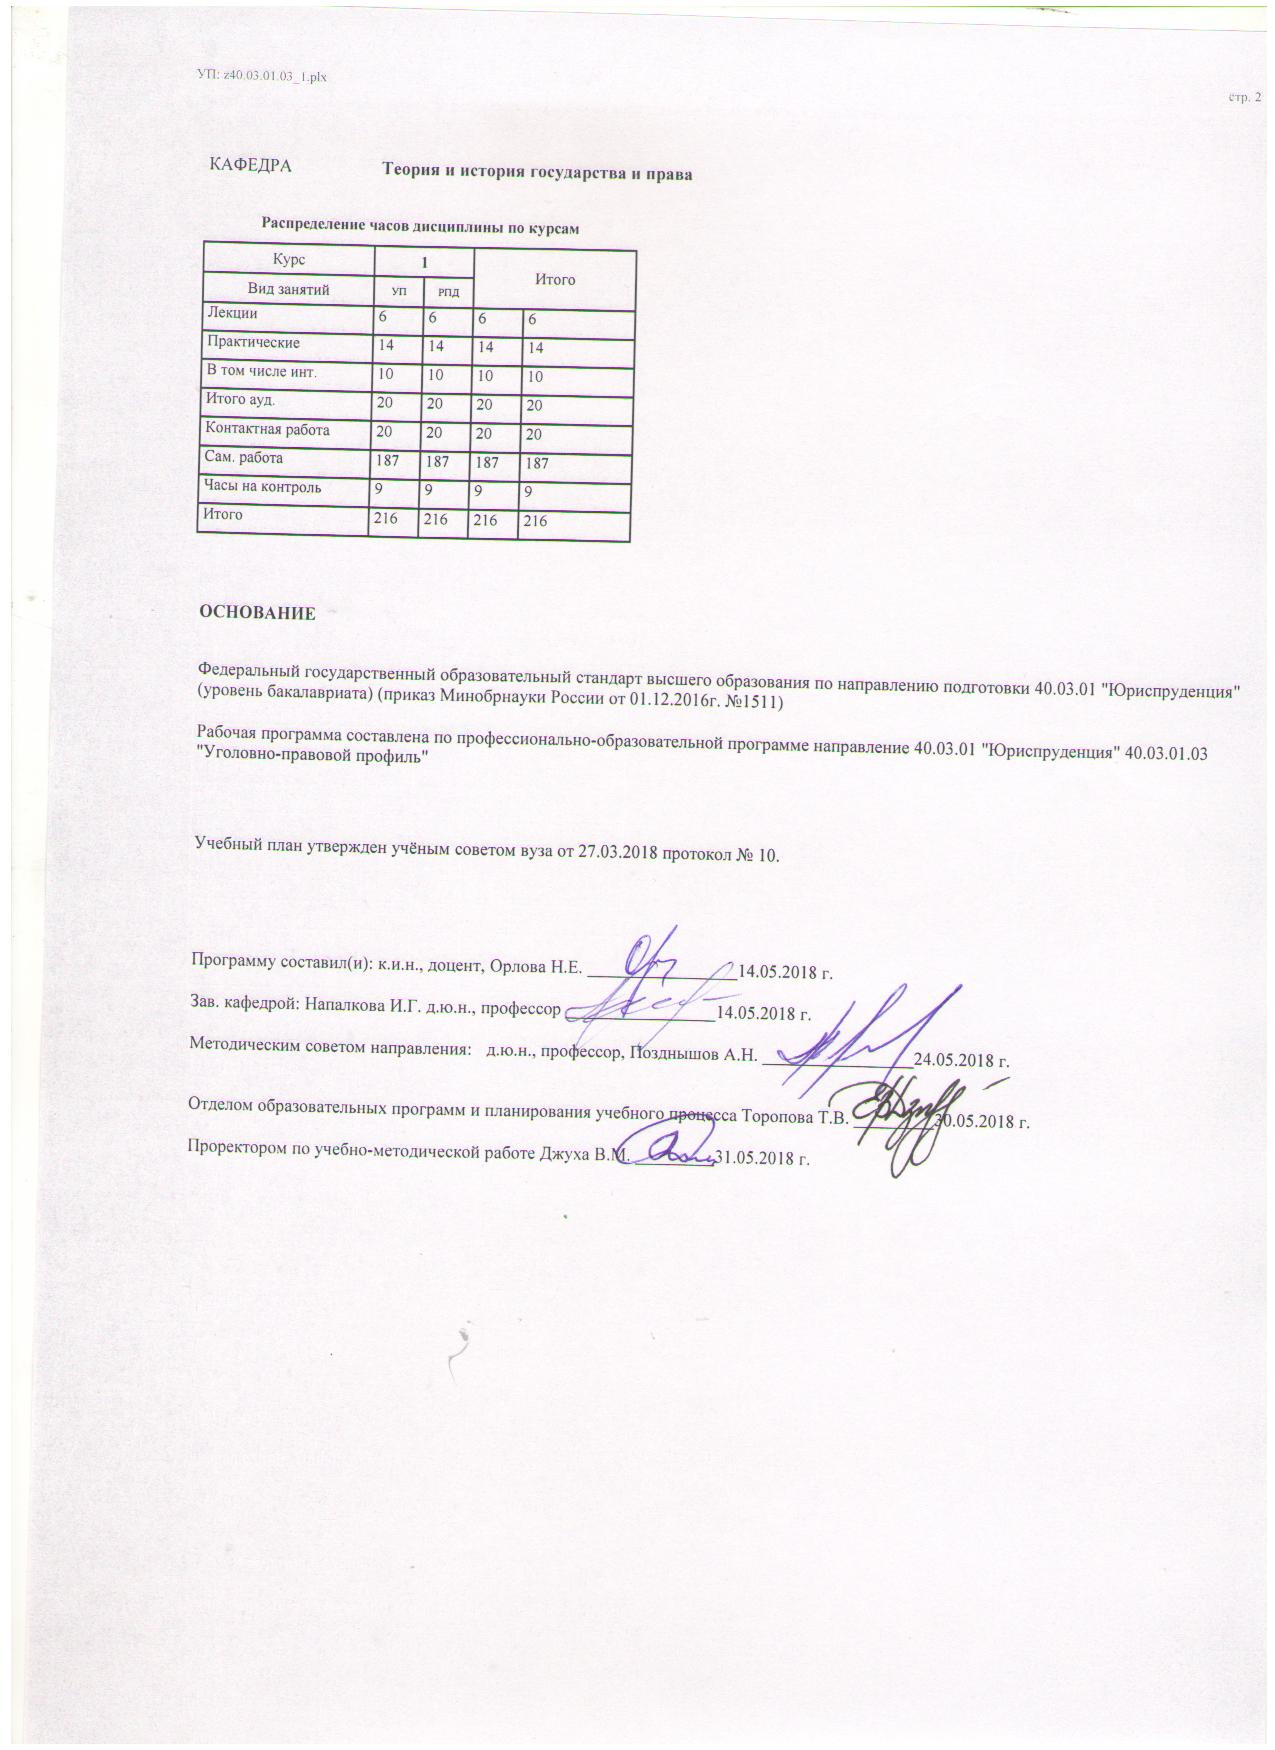 УП: z40.03.01.03_1.plx
стр. 2
КАФЕДРА Теория и история государства и права
Распределение часов дисциплины по курсам
Курс 1 Итого
Вид занятий УП РПД
Лекции 6 6 6 6
Практические 14 14 14 14
В том числе инт. 10 10 10 10
Итого ауд. 20 20 20 20
Контактная работа 20 20 20 20
Сам. работа 187 187 187 187
Часы на контроль 9 9 9 9
Итого 216 216 216 216
ОСНОВАНИЕ
Федеральный государственный образовательный стандарт высшего образования по направлению подготовки 40.03.01 "Юриспруденция"
(уровень бакалавриата) (приказ Минобрнауки России от 01.12.2016г. №1511)
Рабочая программа составлена по профессионально-образовательной программе направление 40.03.01 "Юриспруденция" 40.03.01.03
"Уголовно-правовой профиль"
Учебный план утвержден учёным советом вуза от 27.03.2018 протокол № 10.
Программу составил(и): к.и.н., доцент, Орлова Н.Е. 14.05.2018 г.
Зав. кафедрой: Напалкова И.Г. д.ю.н., профессор 14.05.2018 г.
Методическим советом направления: д.ю.н., профессор, Позднышов А.Н. 24.05.2018 г.
Отделом образовательных программ и планирования учебного процесса Торопова Т.В. 30.05.2018 г.
Проректором по учебно-методической работе Джуха В.М. 31.05.2018 г.